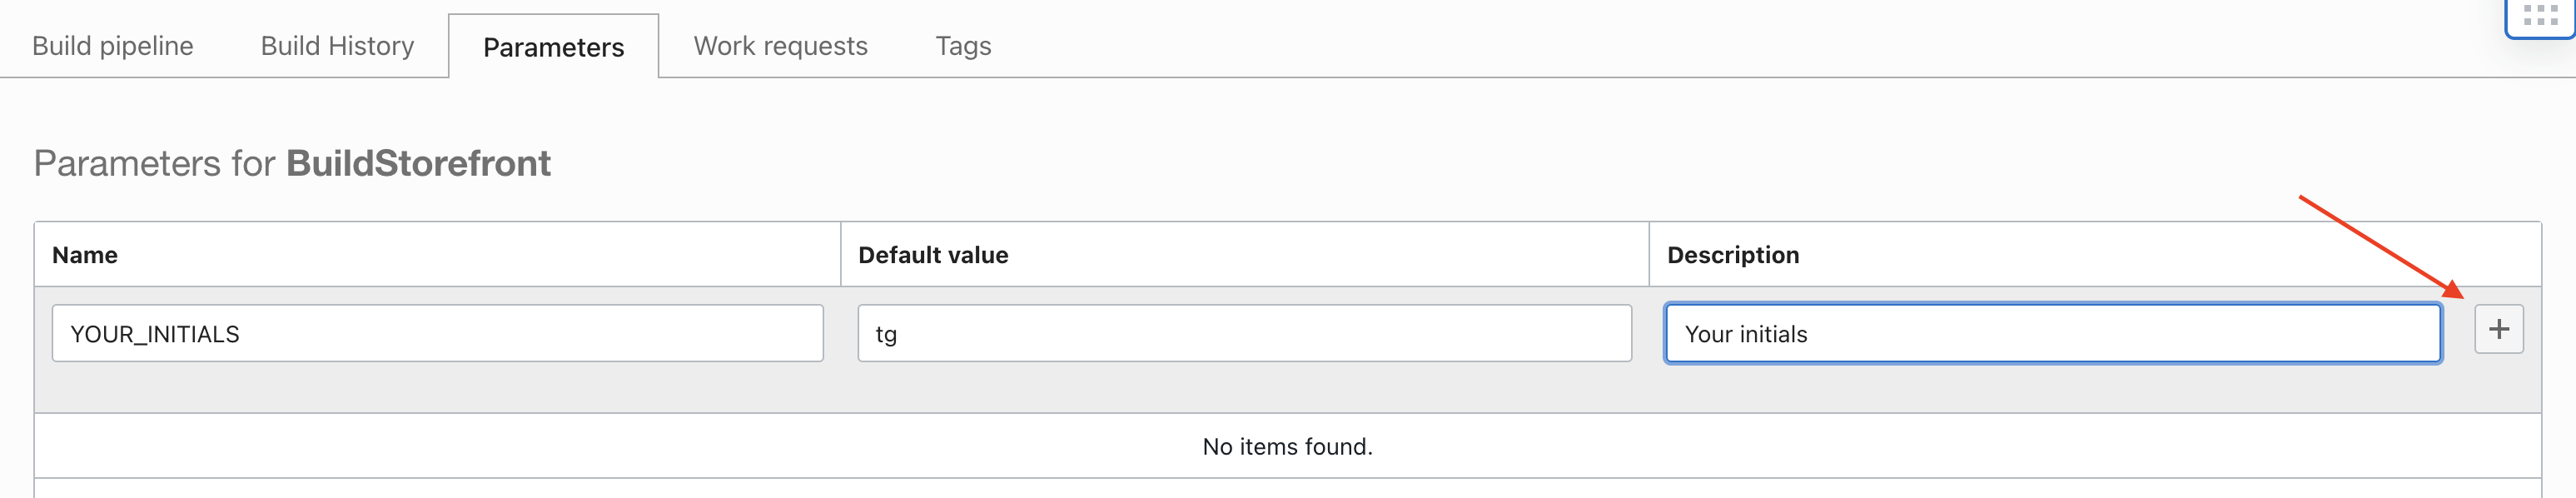 Build pipeline Build History Parameters Work requests Tags
Parameters for BuildStorefront
Name Default value Description
YOUR_INITIALS tg Your initials +
No items found.